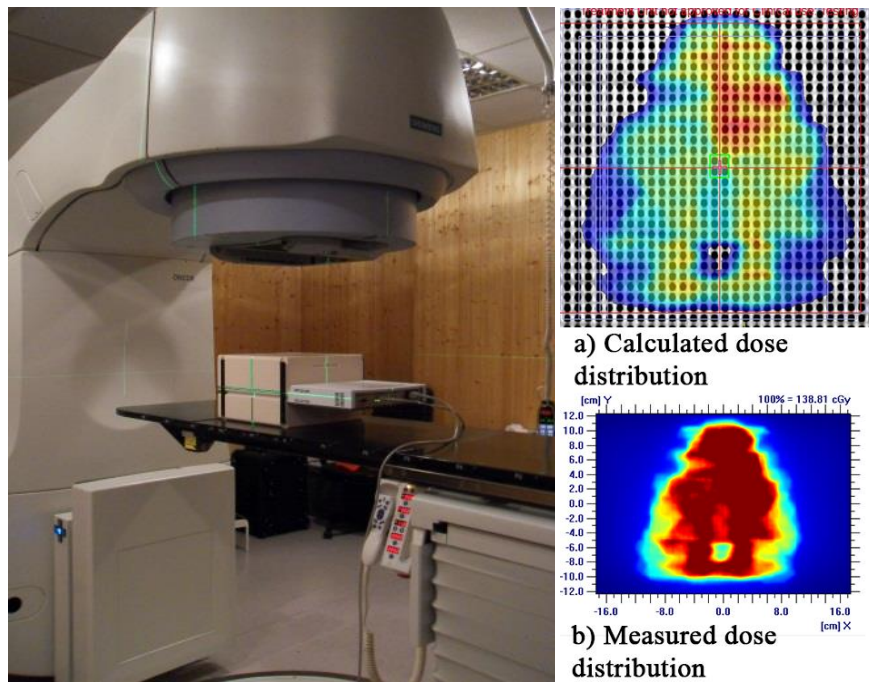 ONCOR
a) Calculated dose
distribution
[cm] Y
100% = 138.81 cGy
12.0
10.0
8.0
6.0
4.0
2.0
0.0
-2.0
-4.0
-6.0
-8.0
-10.0
-12.0
-16.0 -8.0 0.0 8.0 16.0
[cm] X
b) Measured dose
distribution